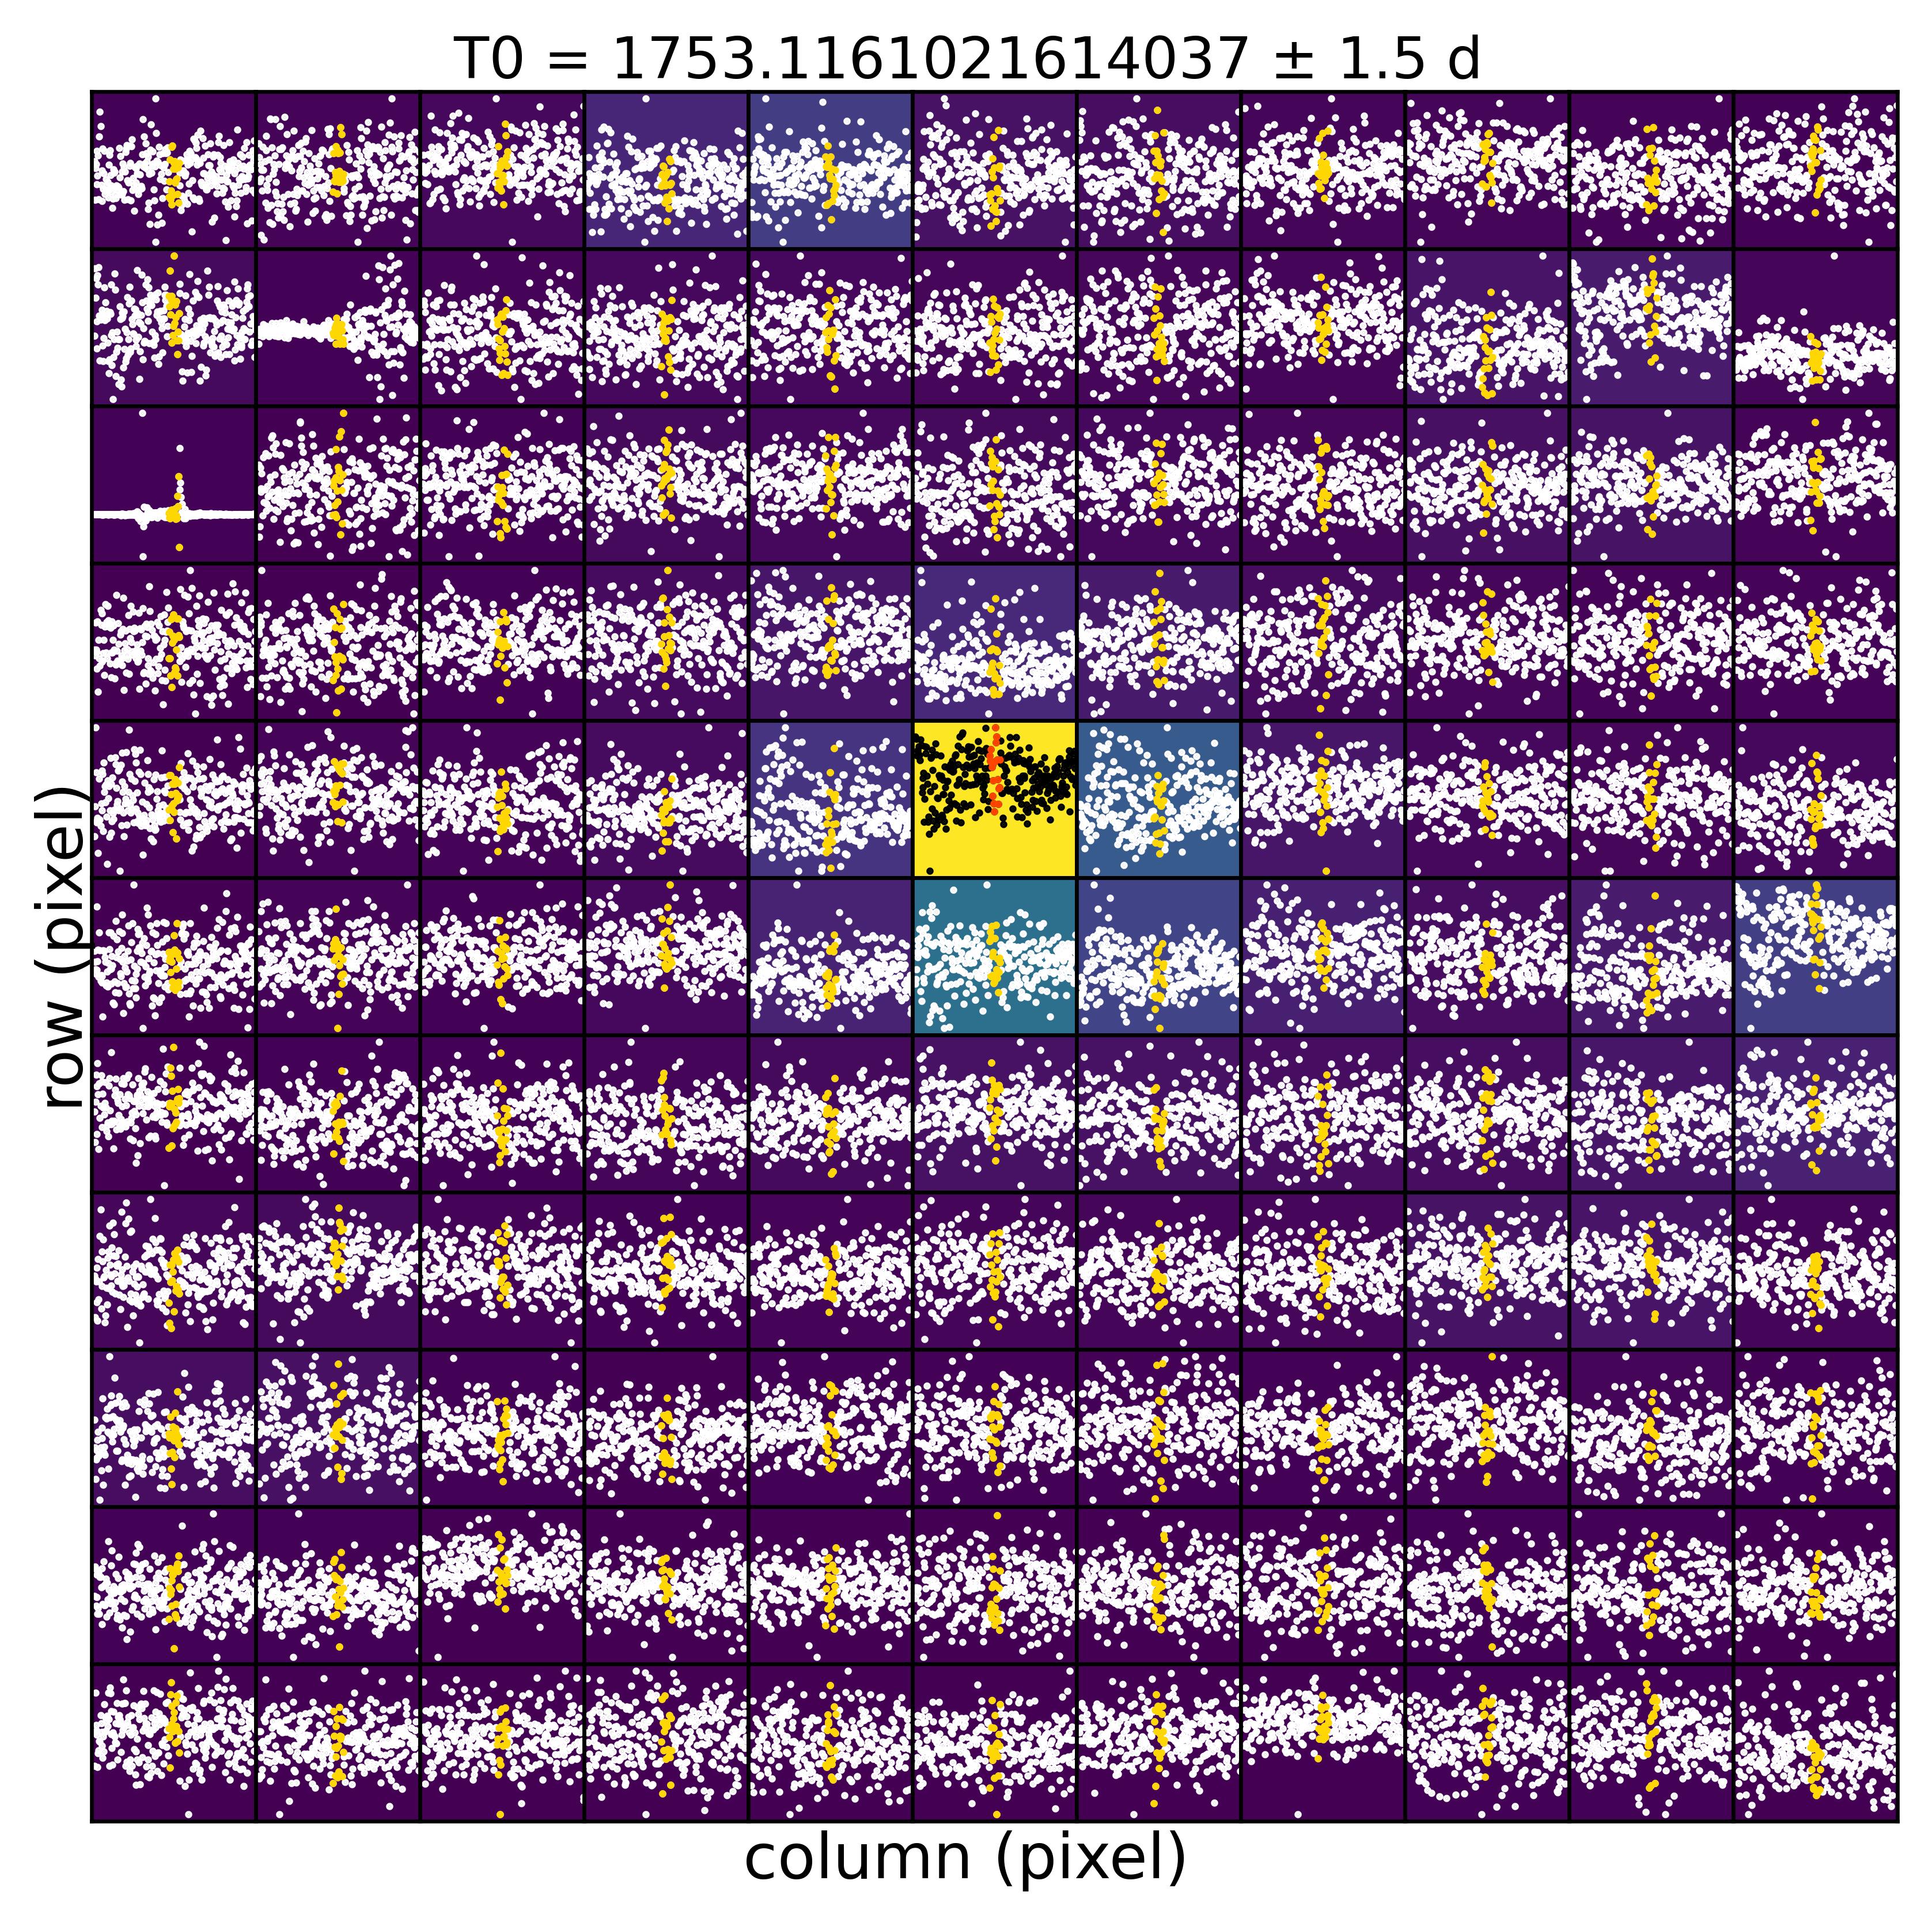 T0 = 1753.1161021614037 ± 1.5 d
row (pixel)
column (pixel)